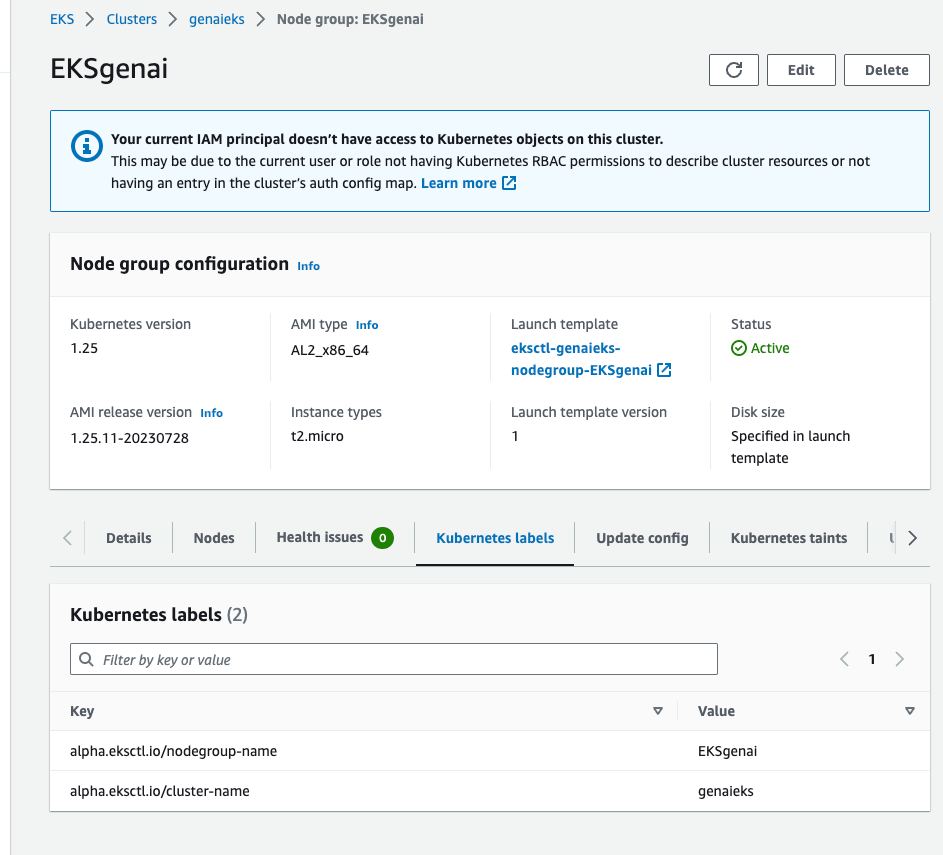 EKS > Clusters > genaieks > Node group: EKSgenai
EKSgenai
Edit
Delete
Your current IAM principal doesn’t have access to Kubernetes objects on this cluster.
This may be due to the current user or role not having Kubernetes RBAC permissions to describe cluster resources or not
having an entry in the cluster’s auth config map. Learn more
Node group configuration Info
Kubernetes version
1.25
AMI type Info
AL2_x86_64
Launch template
eksctl-genaieks-
nodegroup-EKSgenai
Status
Active
AMI release version Info
1.25.11-20230728
Instance types
t2.micro
Launch template version
1
Disk size
Specified in launch
template
Details
Nodes
Health issues 0
Kubernetes labels
Update config
Kubernetes taints
Kubernetes labels (2)
Filter by key or value
1
Key
Value
alpha.eksctl.io/nodegroup-name
EKSgenai
alpha.eksctl.io/cluster-name
genaieks